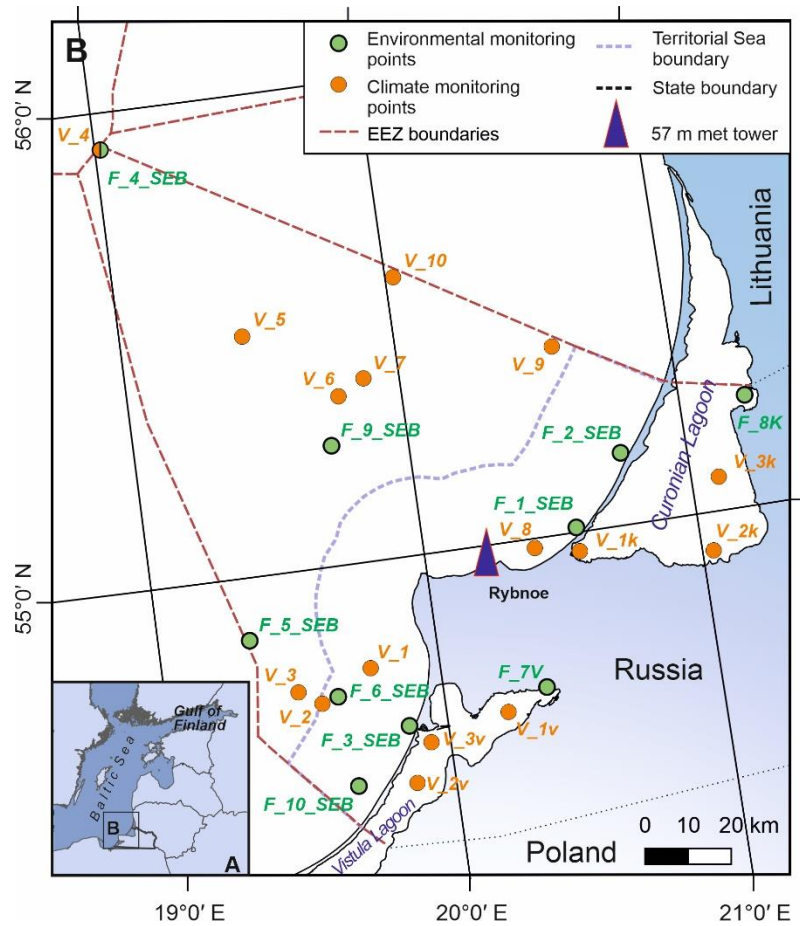 B
Environmental monitoring
points
Climate monitoring
points
EEZ boundaries
Territorial Sea
boundary
State boundary
57 m met tower
56°0′ N
V_4
F_4_SEB
Lithuania
V_10
V_5
V_7
V_6
V_9
F_9_SEB
F_2_SEB
F_8K
Curonian Lagoon
V_3k
F_1_SEB
V_8
V_1k
V_2k
55°0′ N
Rybnoe
F_5_SEB
V_1
V_3
F_6_SEB
V_2
F_7V
Russia
F_3_SEB
V_3v
V_1v
F_10_SEB
V_2v
Vistula Lagoon
Poland
0 10 20 km
Gulf of
Finland
Baltic Sea
B
A
19°0′ E
20°0′ E
21°0′ E